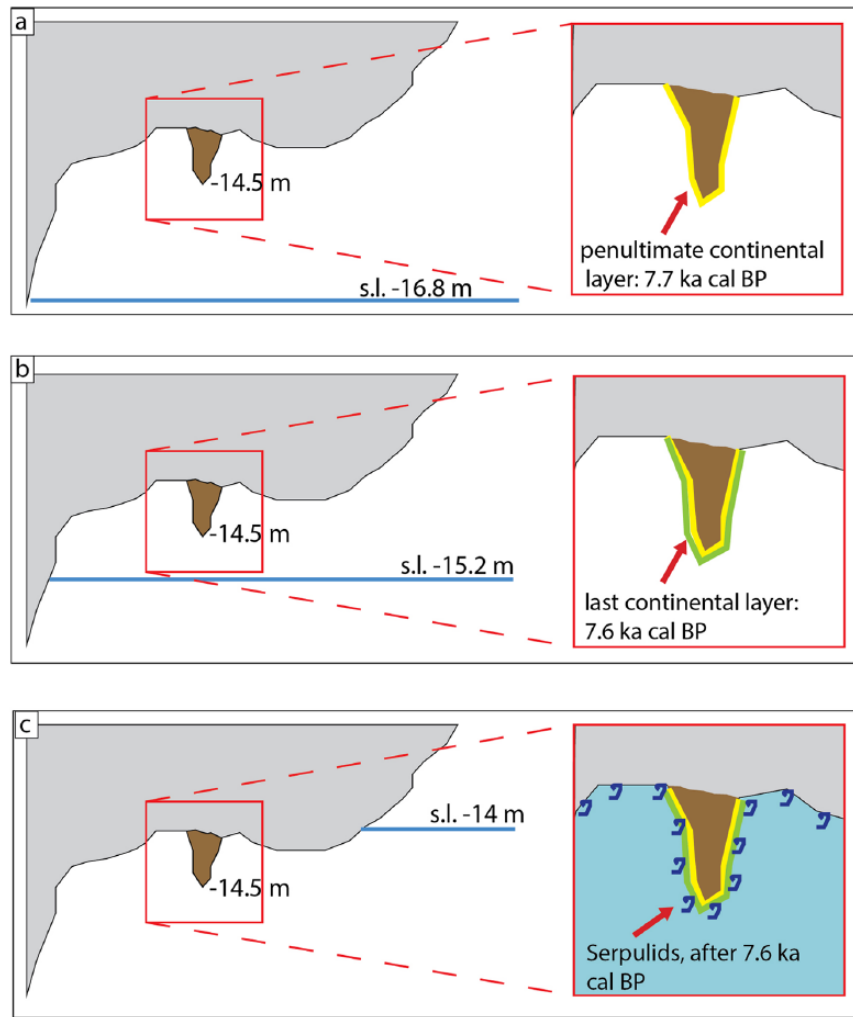 a
-14.5 m
s.l. -16.8 m
penultimate continental
layer: 7.7 ka cal BP
b
-14.5 m
s.l. -15.2 m
last continental layer:
7.6 ka cal BP
c
s.l. -14 m
-14.5 m
Serpulids, after 7.6 ka
cal BP